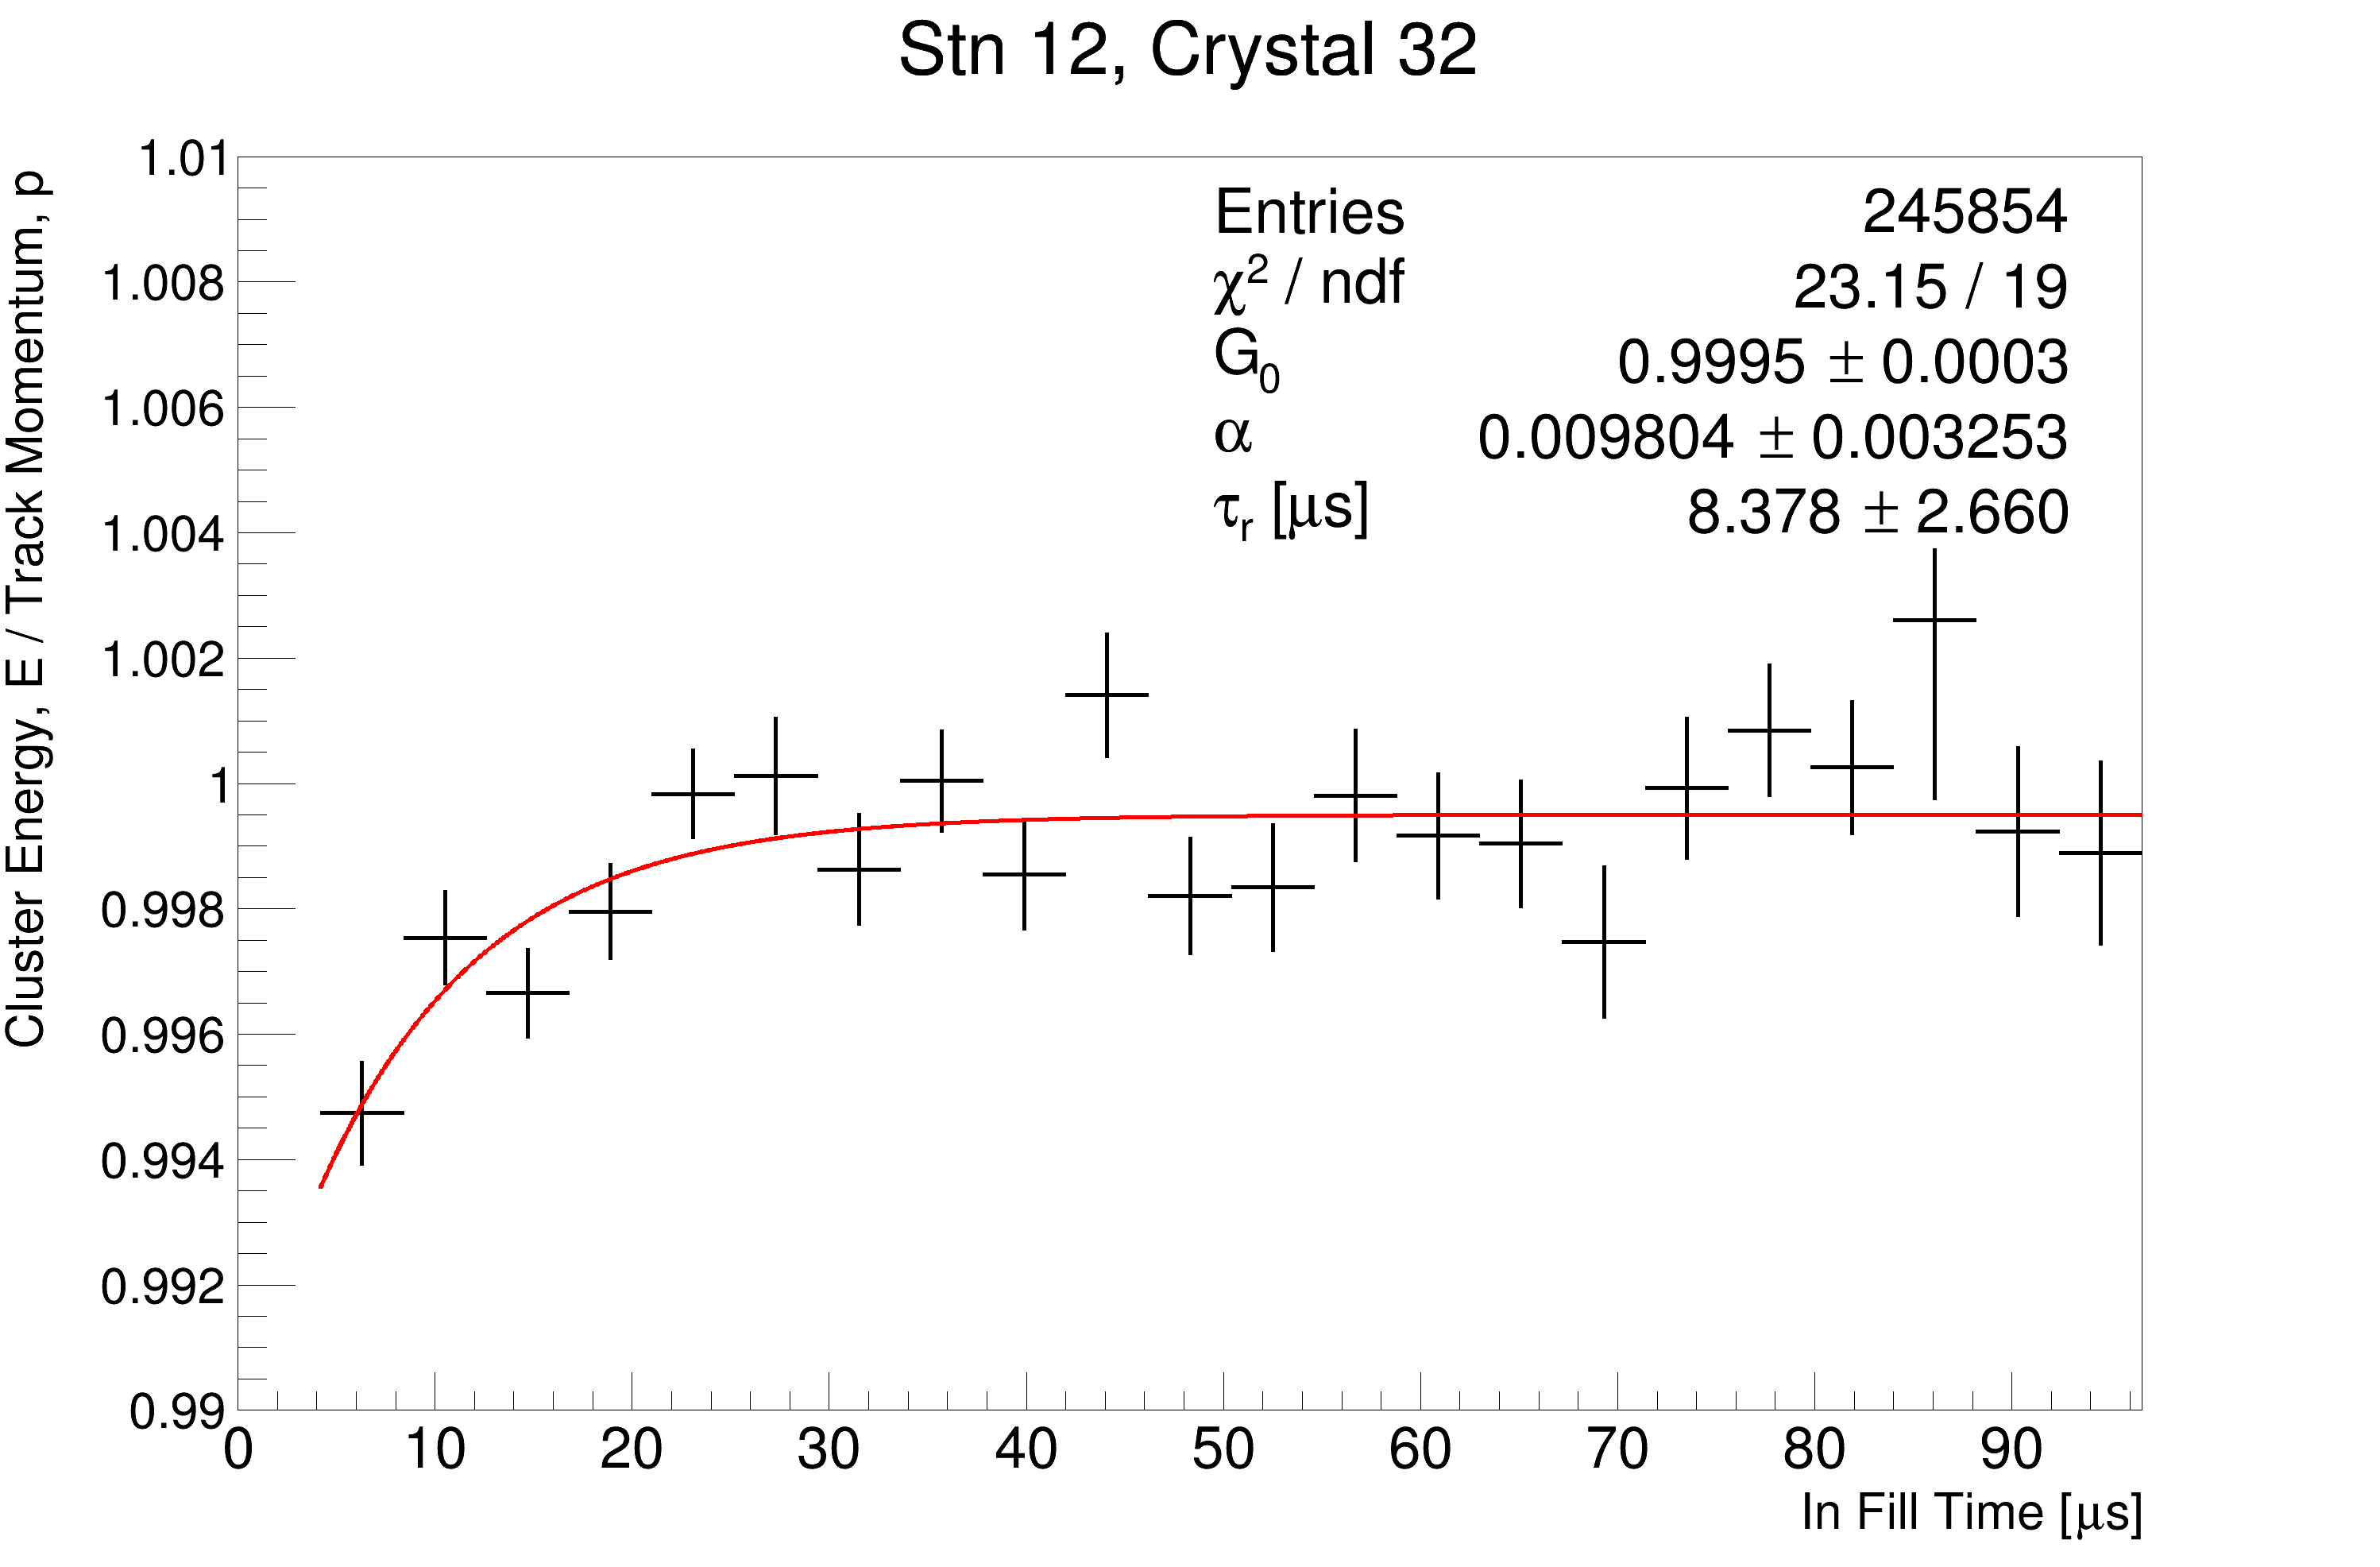 Stn 12, Crystal 32
Cluster Energy, E / Track Momentum, p
1.01
1.008
1.006
1.004
1.002
1
0.998
0.996
0.994
0.992
0.99
Entries 245854
χ² / ndf 23.15 / 19
G₀ 0.9995 ± 0.0003
α 0.009804 ± 0.003253
τᵣ [μs] 8.378 ± 2.660
0 10 20 30 40 50 60 70 80 90
In Fill Time [μs]